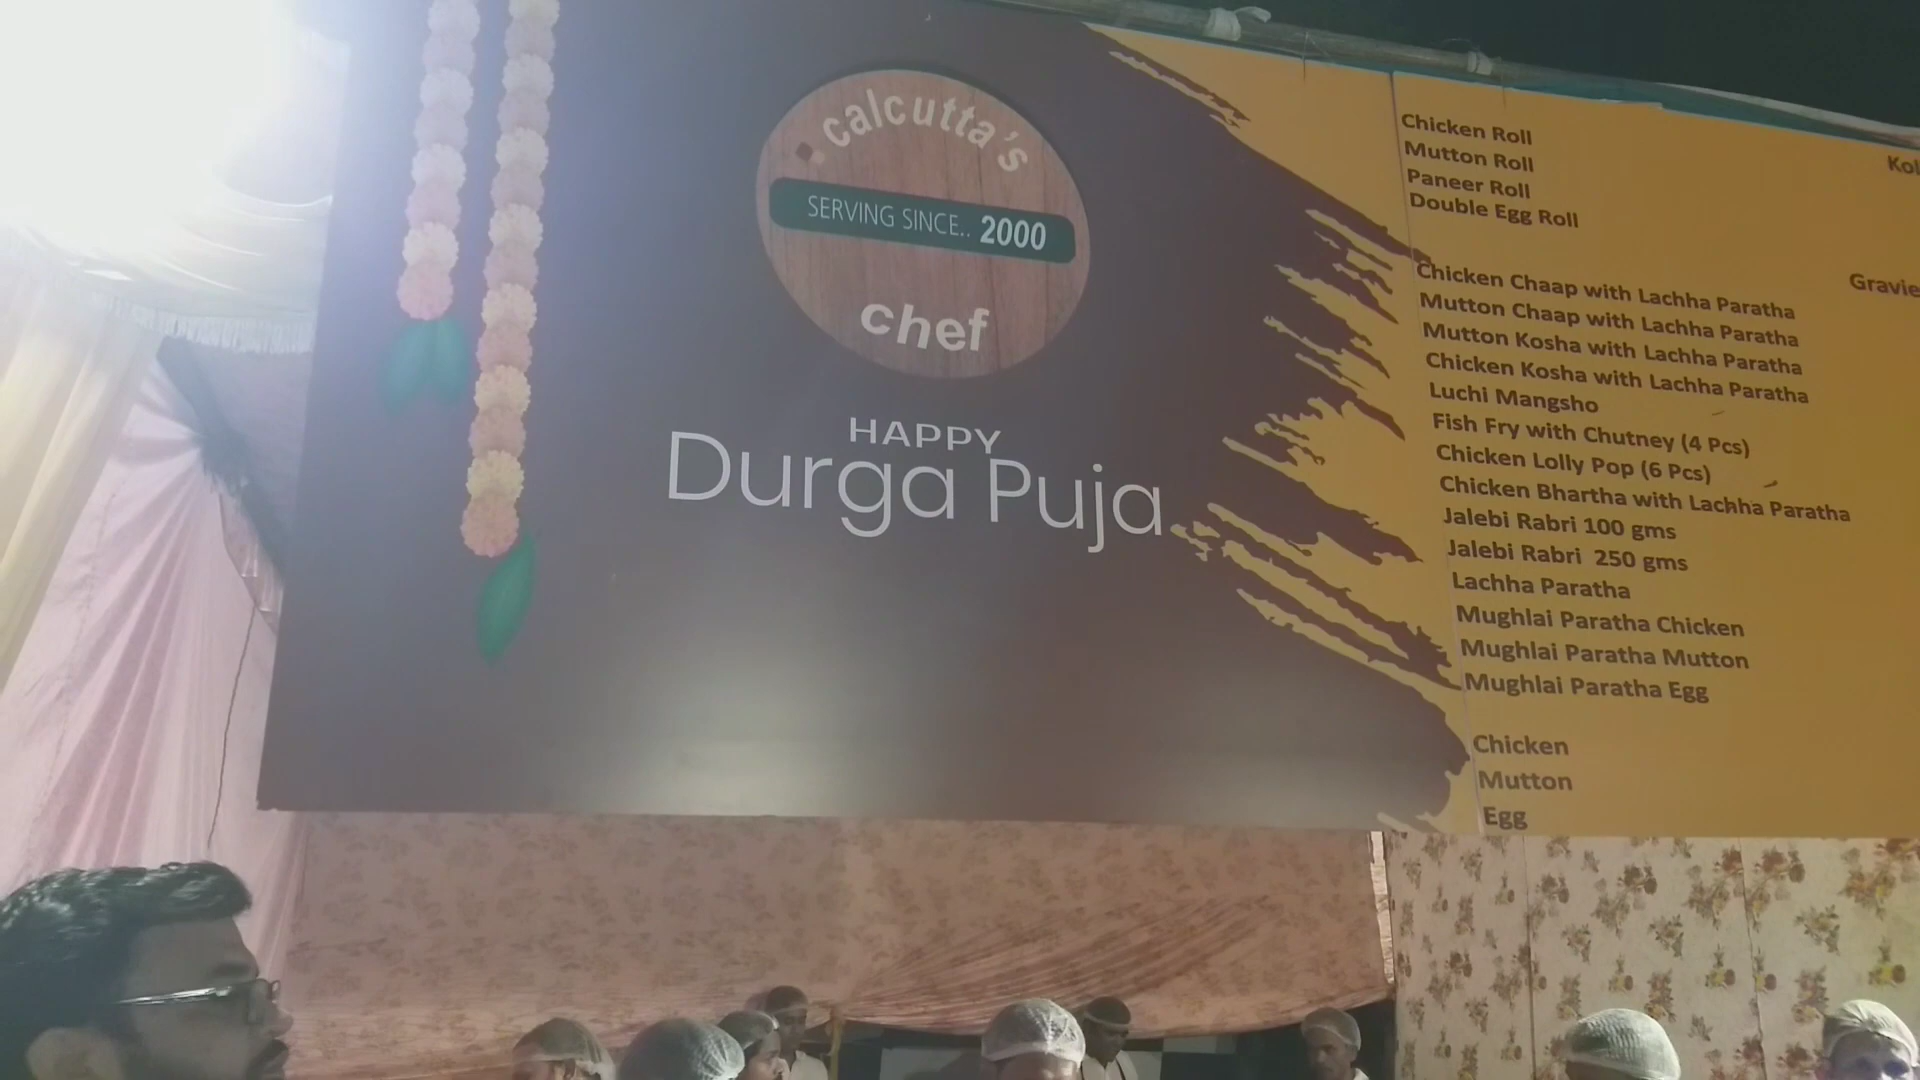 calcutta's
SERVING SINCE.. 2000
chef
HAPPY
Durga Puja
Chicken Roll
Mutton Roll
Paneer Roll
Double Egg Roll
Chicken Chaap with Lachha Paratha
Mutton Chaap with Lachha Paratha
Mutton Kosha with Lachha Paratha
Chicken Kosha with Lachha Paratha
Luchi Mangsho
Fish Fry with Chutney (4 Pcs)
Chicken Lolly Pop (6 Pcs)
Chicken Bhartha with Lachha Paratha
Jalebi Rabri 100 gms
Jalebi Rabri 250 gms
Lachha Paratha
Mughlai Paratha Chicken
Mughlai Paratha Mutton
Mughlai Paratha Egg
Chicken
Mutton
Egg